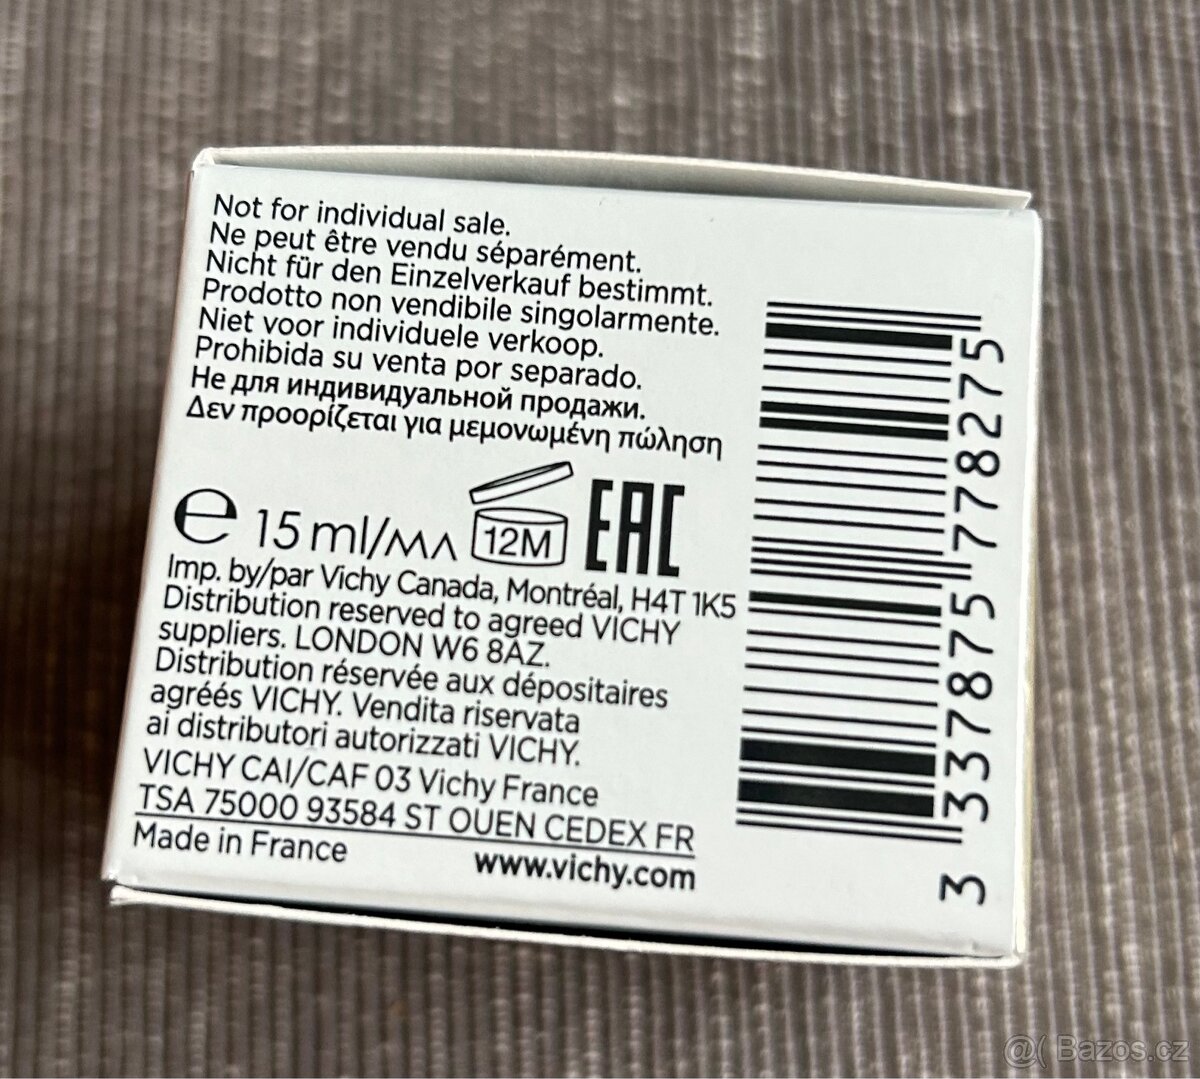 Not for individual sale.
Ne peut être vendu séparément.
Nicht für den Einzelverkauf bestimmt.
Prodotto non vendibile singolarmente.
Niet voor individuele verkoop.
Prohibida su venta por separado.
Не для индивидуальной продажи.
Δεν προορίζεται για μεμονωμένη πώληση
e 15 ml/мл 12M EAC
Imp. by/par Vichy Canada, Montréal, H4T 1K5
Distribution reserved to agreed VICHY
suppliers. LONDON W6 8AZ.
Distribution réservée aux dépositaires
agréés VICHY. Vendita riservata
ai distributori autorizzati VICHY.
VICHY CAI/CAF 03 Vichy France
TSA 75000 93584 ST OUEN CEDEX FR
Made in France
www.vichy.com
3 337875 778275
@( Bazos.cz